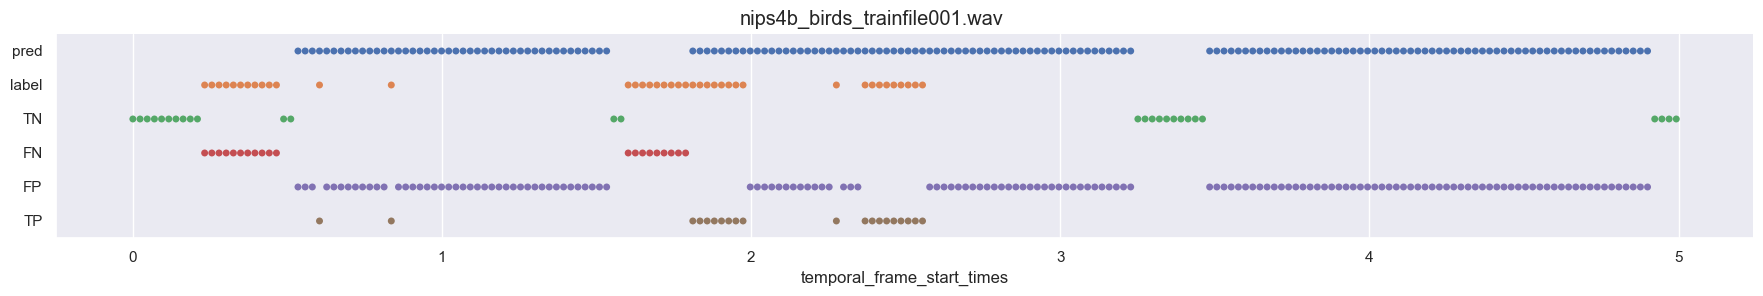 nips4b_birds_trainfile001.wav
pred
label
TN
FN
FP
TP
0 1 2 3 4 5
temporal_frame_start_times